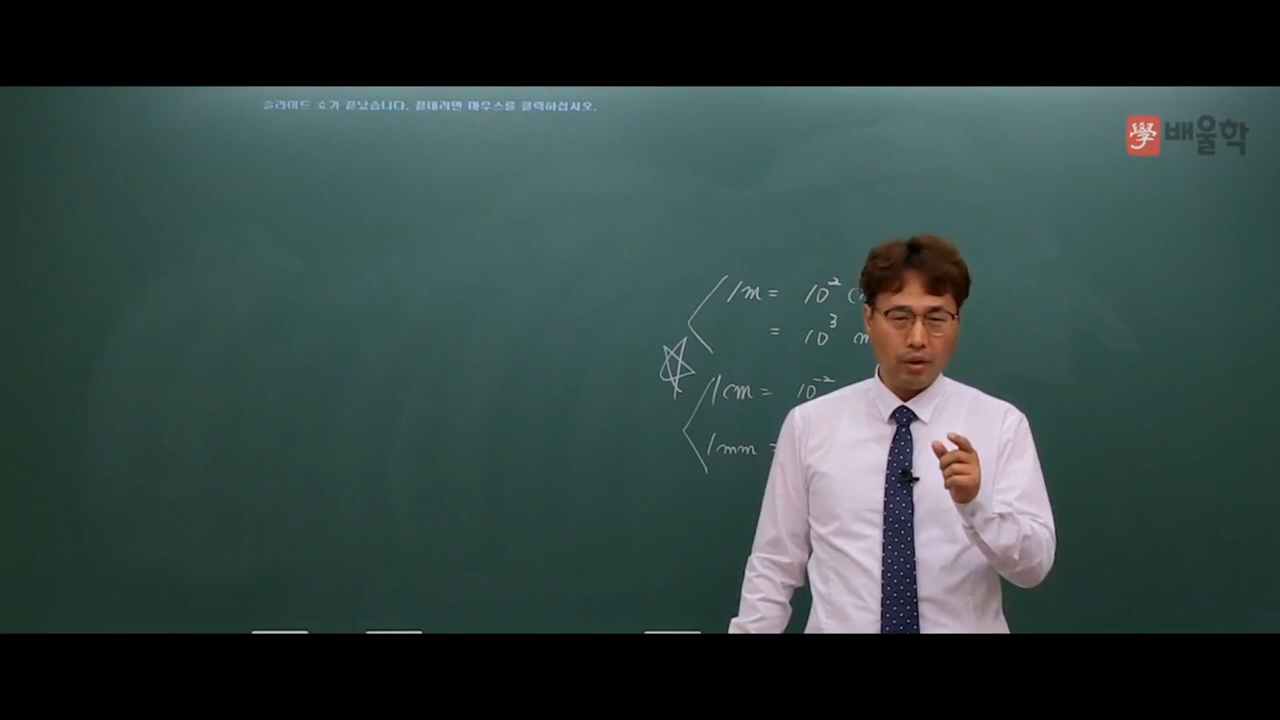 슬라이드 쇼가 끝났습니다. 끝내려면 마우스를 클릭하십시오.
學 배울학
1m = 10²
= 10³
1cm = 10⁻²
1mm =